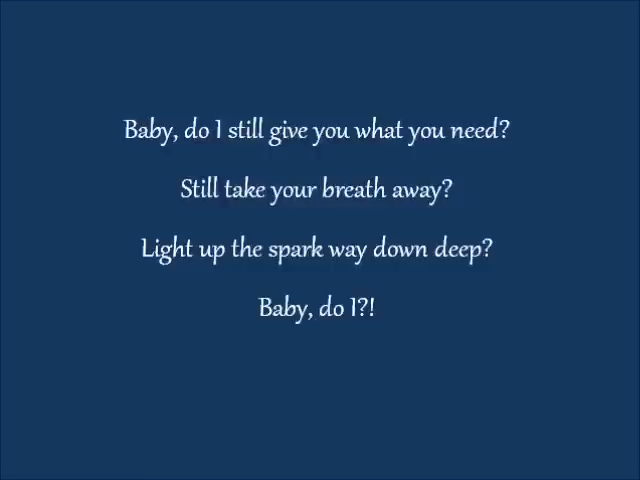 Baby, do I still give you what you need?
Still take your breath away?
Light up the spark way down deep?
Baby, do I?!